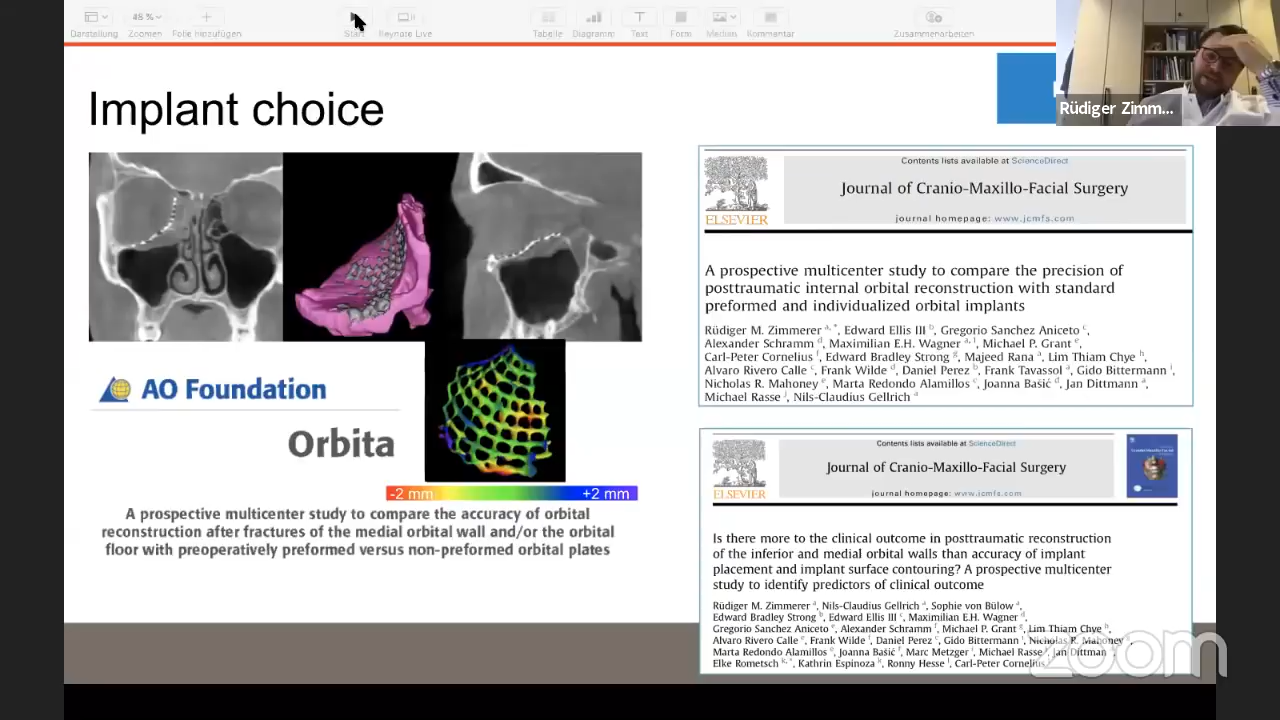 48 %
Darstellung Zoomen Folie hinzufügen Start Keynote Live Tabelle Diagramm Text Form Medien Kommentar Zusammenarbeiten
Rüdiger Zimm...
Implant choice
AO Foundation
Orbita
-2 mm +2 mm
A prospective multicenter study to compare the accuracy of orbital
reconstruction after fractures of the medial orbital wall and/or the orbital
floor with preoperatively preformed versus non-preformed orbital plates
Contents lists available at ScienceDirect
Journal of Cranio-Maxillo-Facial Surgery
journal homepage: www.jcmfs.com
ELSEVIER
A prospective multicenter study to compare the precision of
posttraumatic internal orbital reconstruction with standard
preformed and individualized orbital implants
Rüdiger M. Zimmerer a, *, Edward Ellis III b, Gregorio Sanchez Aniceto c,
Alexander Schramm d, Maximilian E.H. Wagner a, f, Michael P. Grant e,
Carl-Peter Cornelius f, Edward Bradley Strong g, Majeed Rana a, Lim Thiam Chye h,
Alvaro Rivero Calle c, Frank Wilde d, Daniel Perez b, Frank Tavassol a, Gido Bittermann i,
Nicholas R. Mahoney e, Marta Redondo Alamillos c, Joanna Bašić d, Jan Dittmann a,
Michael Rasse j, Nils-Claudius Gellrich a
Contents lists available at ScienceDirect
Journal of Cranio-Maxillo-Facial Surgery
journal homepage: www.jcmfs.com
ELSEVIER
Is there more to the clinical outcome in posttraumatic reconstruction
of the inferior and medial orbital walls than accuracy of implant
placement and implant surface contouring? A prospective multicenter
study to identify predictors of clinical outcome
Rüdiger M. Zimmerer a, Nils-Claudius Gellrich a, Sophie von Bülow a,
Edward Bradley Strong b, Edward Ellis III c, Maximilian E.H. Wagner d,
Gregorio Sanchez Aniceto e, Alexander Schramm f, Michael P. Grant g, Lim Thiam Chye h,
Alvaro Rivero Calle e, Frank Wilde f, Daniel Perez c, Gido Bittermann i, Nicholas R. Mahoney g,
Marta Redondo Alamillos e, Joanna Bašić f, Marc Metzger i, Michael Rasse j, Jan Dittman a,
Elke Rometsch k, *, Kathrin Espinoza k, Ronny Hesse l, Carl-Peter Cornelius
zoom